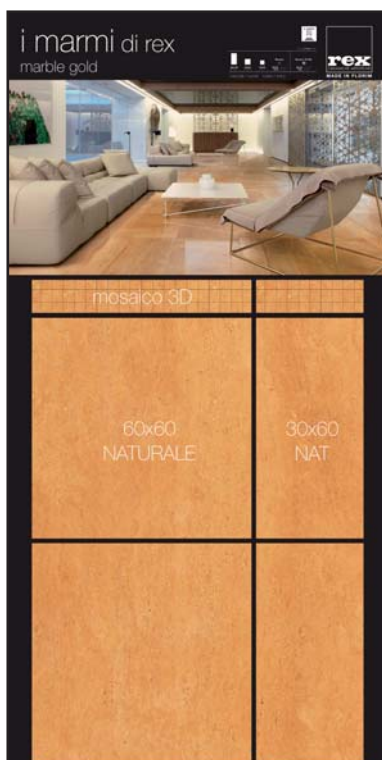 i marmi di rex
marble gold
rex
MADE IN FLORIM
mosaico 3D
60x60
NATURALE
30x60
NAT